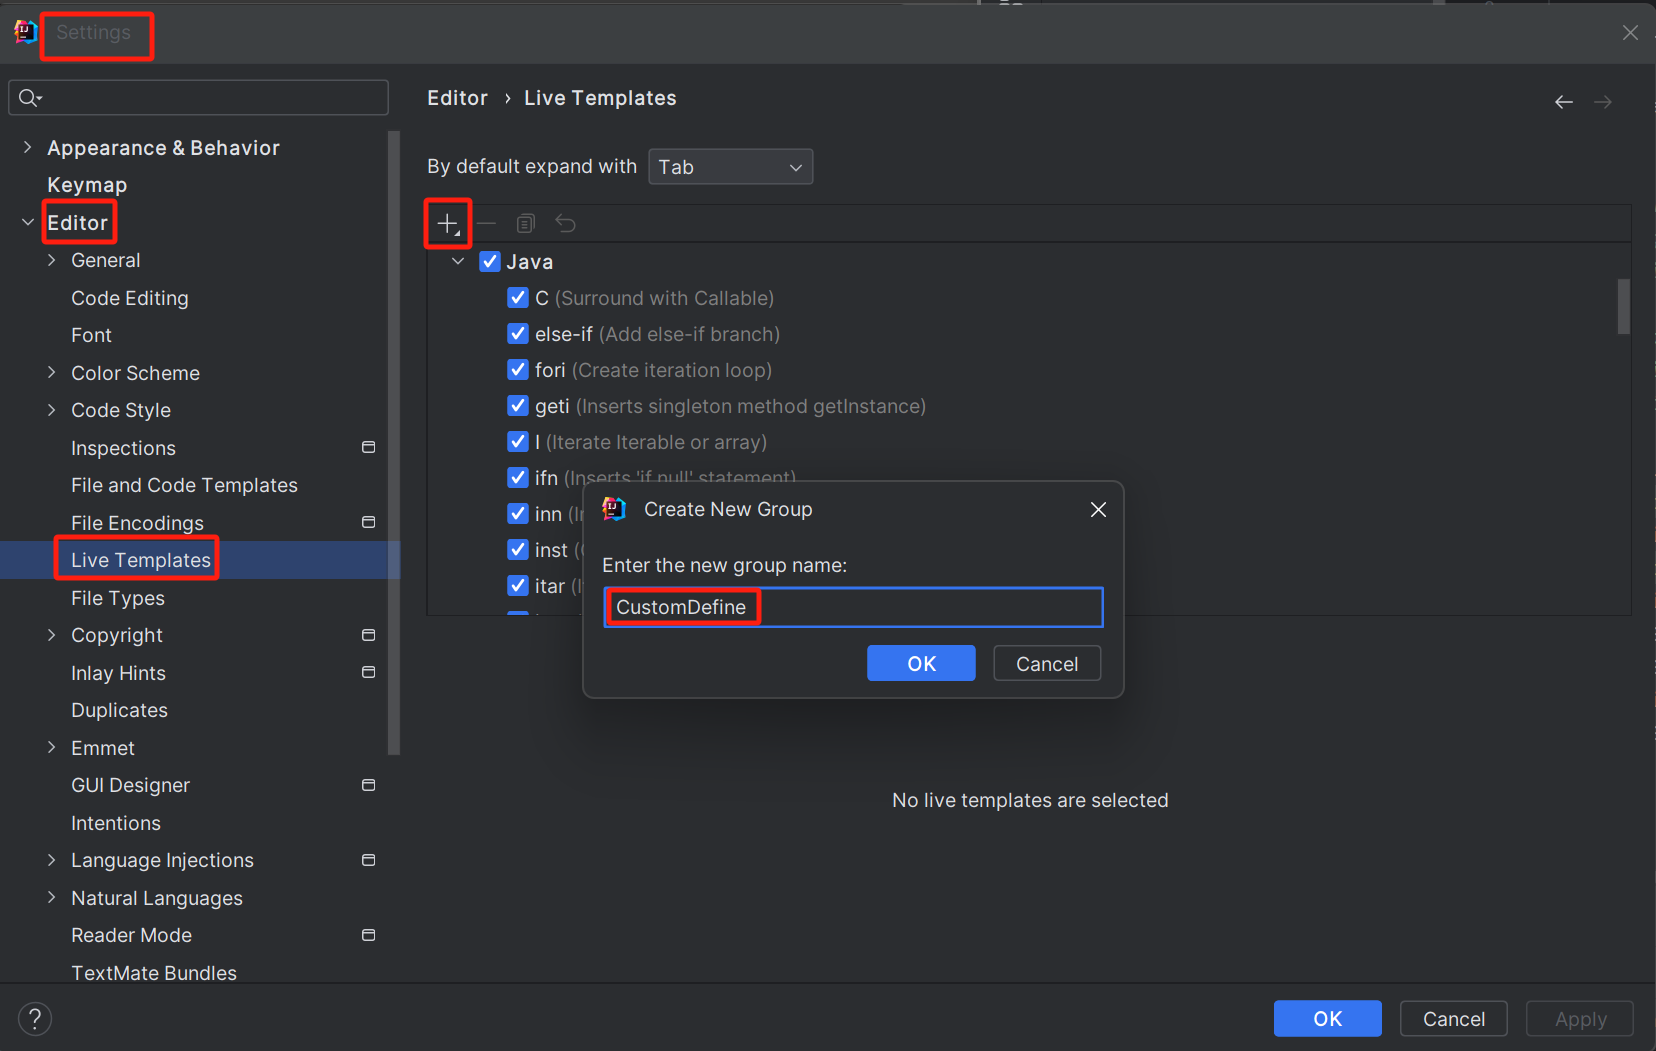 Settings
Editor › Live Templates
Appearance & Behavior
Keymap
Editor
General
Code Editing
Font
Color Scheme
Code Style
Inspections
File and Code Templates
File Encodings
Live Templates
File Types
Copyright
Inlay Hints
Duplicates
Emmet
GUI Designer
Intentions
Language Injections
Natural Languages
Reader Mode
TextMate Bundles
By default expand with Tab
Java
C (Surround with Callable)
else-if (Add else-if branch)
fori (Create iteration loop)
geti (Inserts singleton method getInstance)
I (Iterate Iterable or array)
ifn (Inserts 'if null' statement)
inn
inst
itar
Create New Group
Enter the new group name:
CustomDefine
OK Cancel
No live templates are selected
? OK Cancel Apply